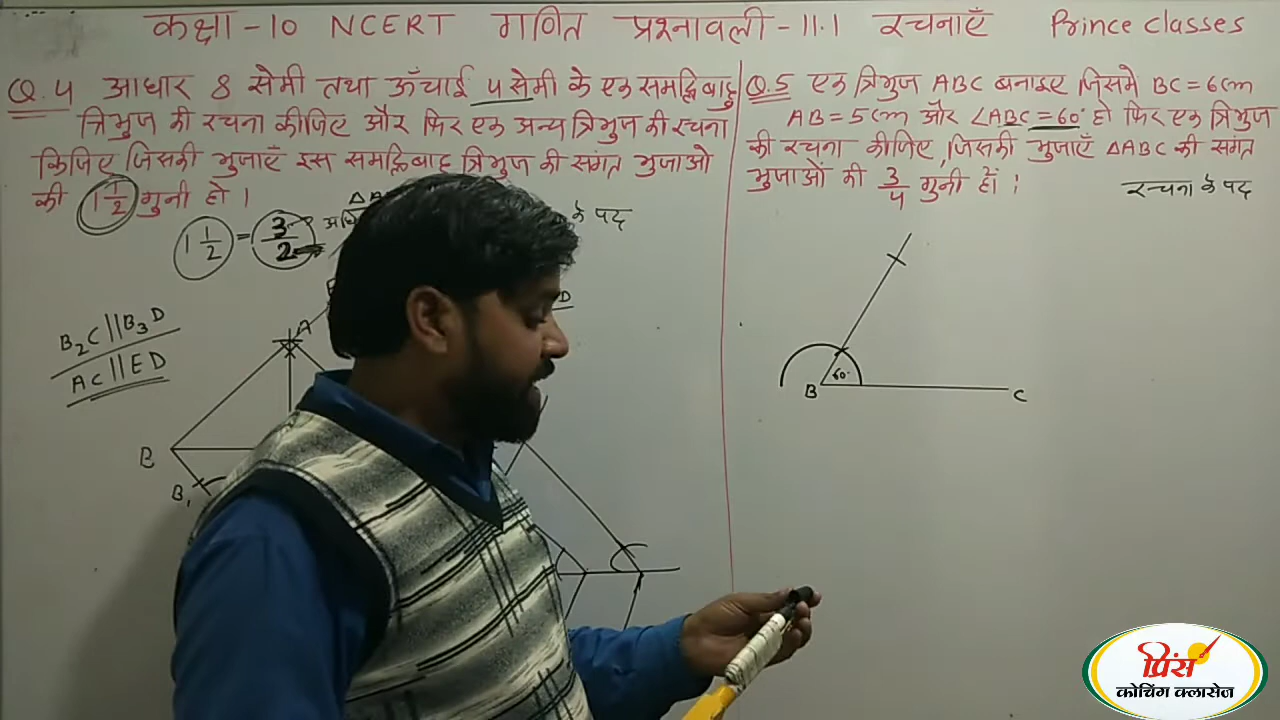 कक्षा -10 NCERT गणित प्रश्नावली -11.1 रचनाएँ Prince classes
Q.4 आधार 8 सेमी तथा ऊँचाई 4 सेमी के एक समद्विबाहु
त्रिभुज की रचना कीजिए और फिर एक अन्य त्रिभुज की रचना
किजिए जिसकी भुजाएँ इस समद्विबाहु त्रिभुज की सगंत भुजाओ
की 1 1/2 गुनी हो ।
1 1/2 = 3/2
के पद
B₂C || B₃D
AC || ED
A
B
B₁
D
Q.5 एक त्रिभुज ABC बनाइए जिसमे BC = 6cm
AB = 5cm और ∠ABC = 60° हो फिर एक त्रिभुज
की रचना कीजिए, जिसकी भुजाएँ ΔABC की सगंत
भुजाओं की 3/4 गुनी हों ।
रचना के पद
60°
B
C
प्रिंस
कोचिंग क्लासेज